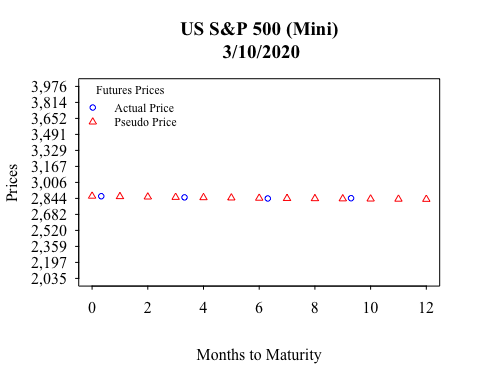 US S&P 500 (Mini)
3/10/2020
Futures Prices
Actual Price
Pseudo Price
Prices
3,976
3,814
3,652
3,491
3,329
3,167
3,006
2,844
2,682
2,520
2,359
2,197
2,035
0 2 4 6 8 10 12
Months to Maturity